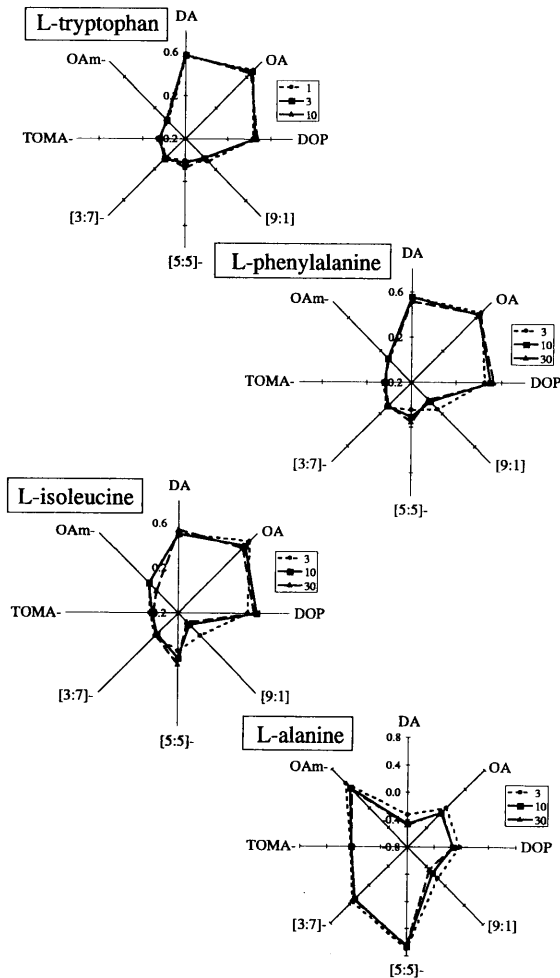 L-tryptophan
DA
OAm-
0.6
OA
0.2
1
3
10
TOMA-
-0.2
DOP
[3:7]-
[9:1]
[5:5]-
L-phenylalanine
DA
OAm-
0.6
OA
0.2
3
10
30
TOMA-
-0.2
DOP
[3:7]-
[9:1]
[5:5]-
L-isoleucine
DA
OAm-
0.6
OA
3
10
30
TOMA-
DOP
[3:7]-
[9:1]
[5:5]-
L-alanine
DA
0.8
OAm-
0.4
OA
0.0
3
10
30
-0.4
TOMA-
-0.8
DOP
[3:7]-
[9:1]
[5:5]-